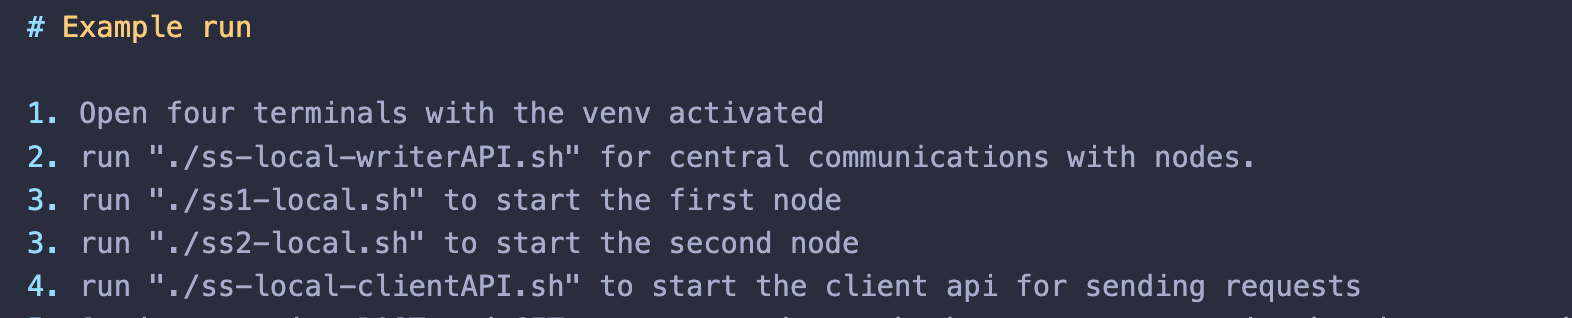 # Example run
1. Open four terminals with the venv activated
2. run "./ss-local-writerAPI.sh" for central communications with nodes.
3. run "./ss1-local.sh" to start the first node
3. run "./ss2-local.sh" to start the second node
4. run "./ss-local-clientAPI.sh" to start the client api for sending requests